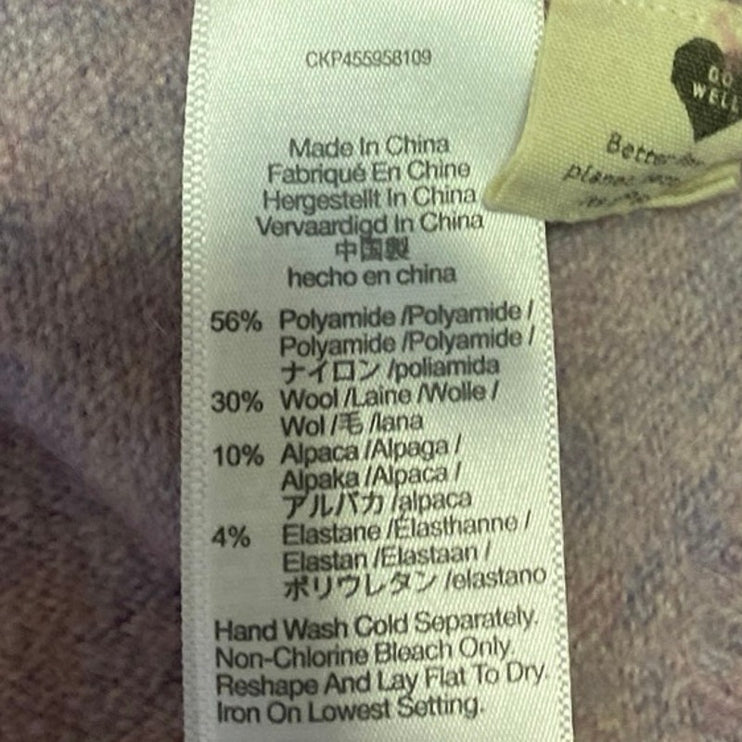 CKP455958109
GO
WELL
Better
Made In China
Fabriqué En Chine
Hergestellt In China
Vervaardigd In China
中国製
hecho en china
56% Polyamide /Polyamide /
Polyamide /Polyamide /
ナイロン /poliamida
30% Wool /Laine /Wolle /
Wol /毛 /lana
10% Alpaca /Alpaga /
Alpaka /Alpaca /
アルパカ /alpaca
4% Elastane /Élasthanne /
Elastan /Elastaan /
ポリウレタン /elastano
Hand Wash Cold Separately.
Non-Chlorine Bleach Only.
Reshape And Lay Flat To Dry.
Iron On Lowest Setting.